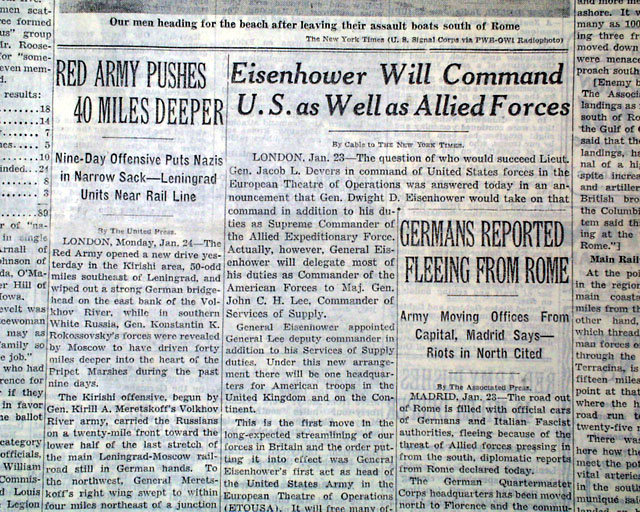 Our men heading for the beach after leaving their assault boats south of Rome
The New York Times (U. S. Signal Corps via PWB-OWI Radiophoto)
RED ARMY PUSHES
40 MILES DEEPER
Nine-Day Offensive Puts Nazis
in Narrow Sack—Leningrad
Units Near Rail Line
By The United Press.
LONDON, Monday, Jan. 24—The
Red Army opened a new drive yes-
terday in the Kirishi area, 50-odd
miles southeast of Leningrad, and
wiped out a strong German bridge-
head on the east bank of the Vol-
khov River, while in southern
White Russia, Gen. Konstantin K.
Rokossovsky's forces were revealed
by Moscow to have driven forty
miles deeper into the heart of the
Pripet Marshes during the past
nine days.
The Kirishi offensive, begun by
Gen. Kirill A. Meretskoff's Volkhov
River army, carried the Russians
on a twenty-mile front toward the
lower half of the last stretch of
the main Leningrad-Moscow rail-
road still in German hands. To
the northwest, General Merets-
koff's right wing swept to within
four miles northeast of a junction
Eisenhower Will Command
U. S. as Well as Allied Forces
By Cable to THE NEW YORK TIMES.
LONDON, Jan. 23—The question of who would succeed Lieut.
Gen. Jacob L. Devers in command of United States forces in the
European Theatre of Operations was answered today in an an-
nouncement that Gen. Dwight D. Eisenhower would take on that
command in addition to his du-
ties as Supreme Commander of
the Allied Expeditionary Force.
Actually, however, General Eis-
enhower will delegate most of
his duties as Commander of the
American Forces to Maj. Gen.
John C. H. Lee, Commander of
Services of Supply.
General Eisenhower appointed
General Lee deputy commander in
addition to his Services of Supply
duties. Under this new arrange-
ment there will be one headquar-
ters for American troops in the
United Kingdom and on the Con-
tinent.
This is the first move in the
long-expected streamlining of our
forces in Britain and the order put-
ting it into effect was General
Eisenhower's first act as head of
the United States Army in the
European Theatre of Operations
(ETOUSA). It will free many of-
GERMANS REPORTED
FLEEING FROM ROME
Army Moving Offices From
Capital, Madrid Says—
Riots in North Cited
By The Associated Press.
MADRID, Jan. 23—The road out
of Rome is filled with official cars
of Germans and Italian Fascist
authorities, fleeing because of the
threat of Allied forces pressing in
from the south, diplomatic reports
from Rome declared today.
The German Quartermaster
Corps headquarters has been moved
north to Florence and the commu-